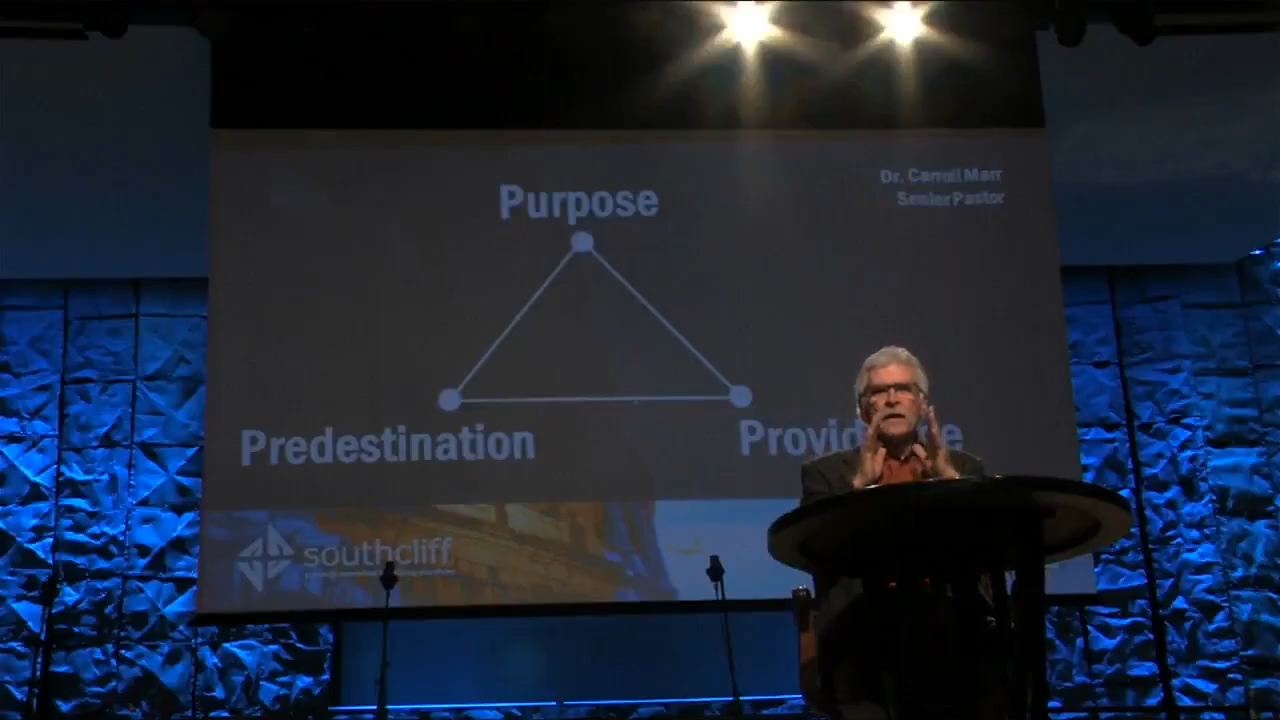 Dr. Carroll Marr
Senior Pastor
Purpose
Predestination
southcliff